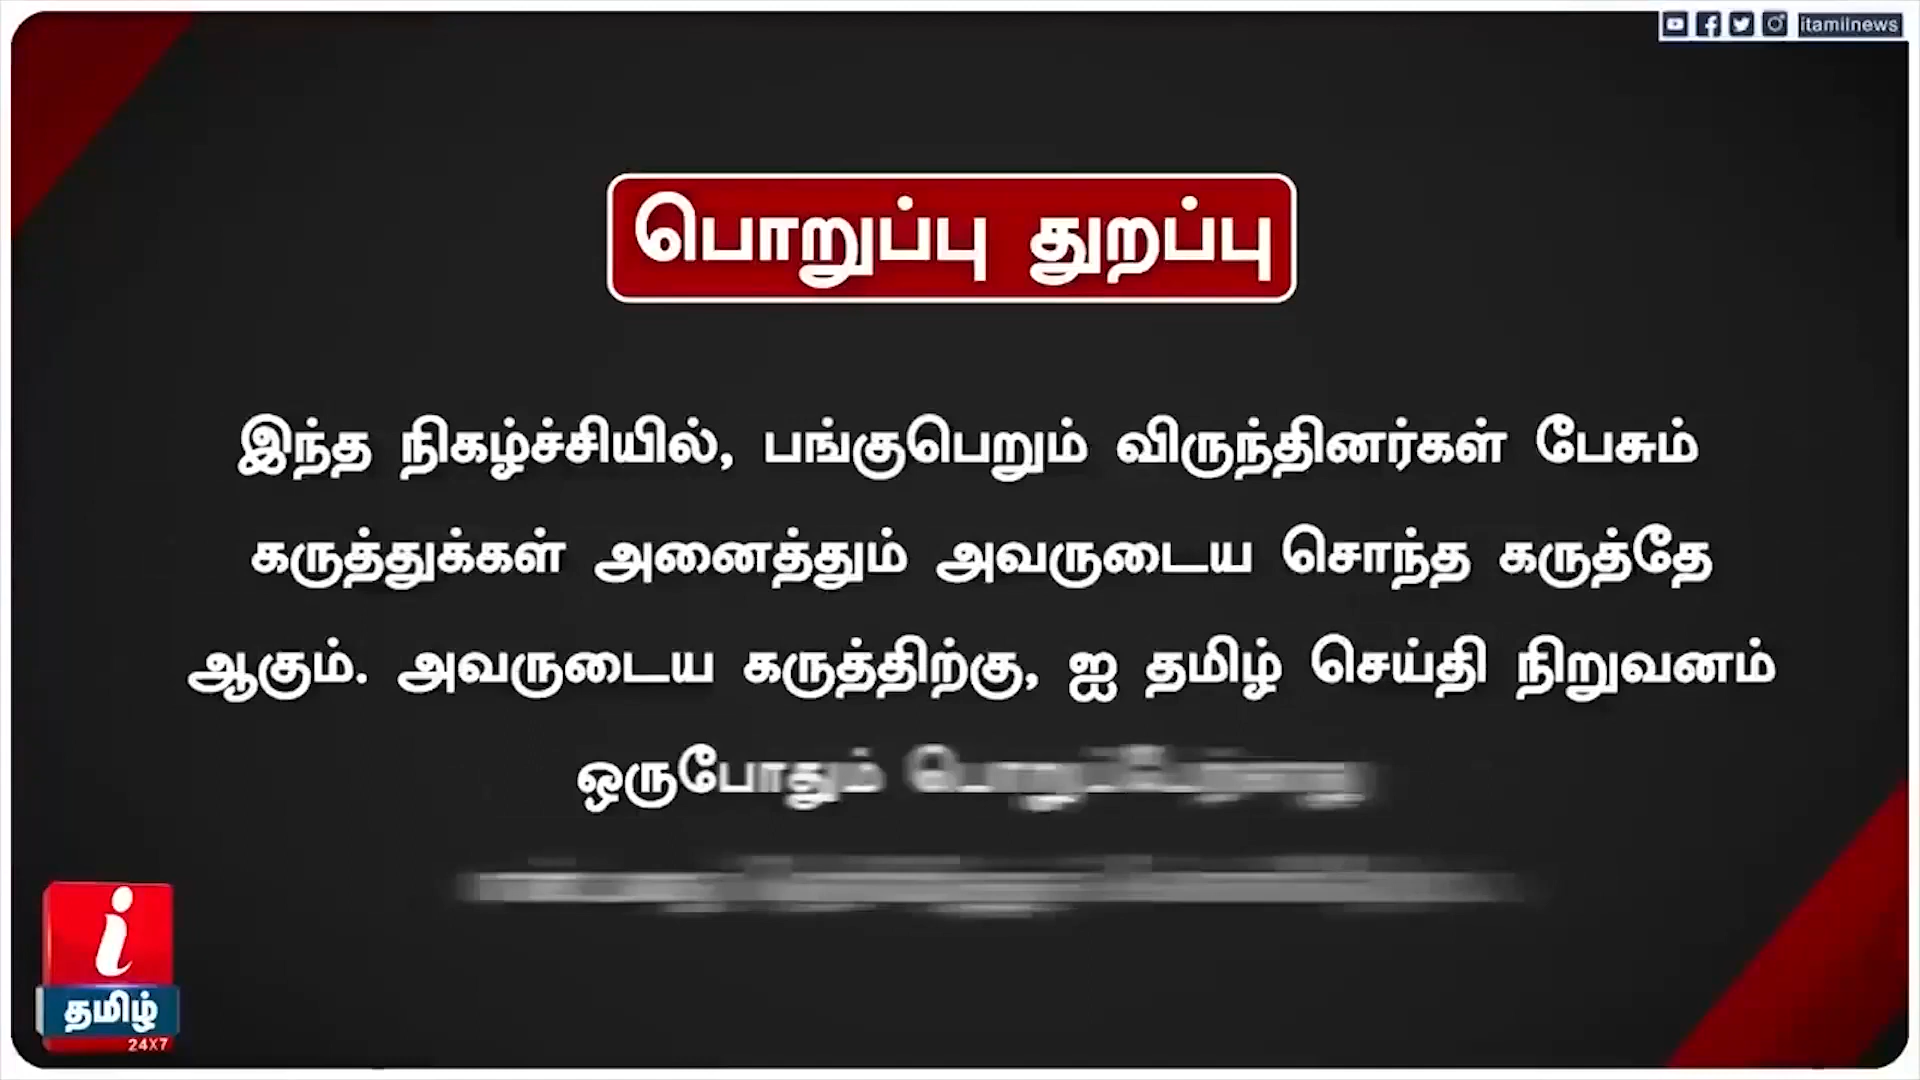 itamilnews
பொறுப்பு துறப்பு
இந்த நிகழ்ச்சியில், பங்குபெறும் விருந்தினர்கள் பேசும்
கருத்துக்கள் அனைத்தும் அவருடைய சொந்த கருத்தே
ஆகும். அவருடைய கருத்திற்கு, ஐ தமிழ் செய்தி நிறுவனம்
ஒருபோதும்
i
தமிழ்
24X7